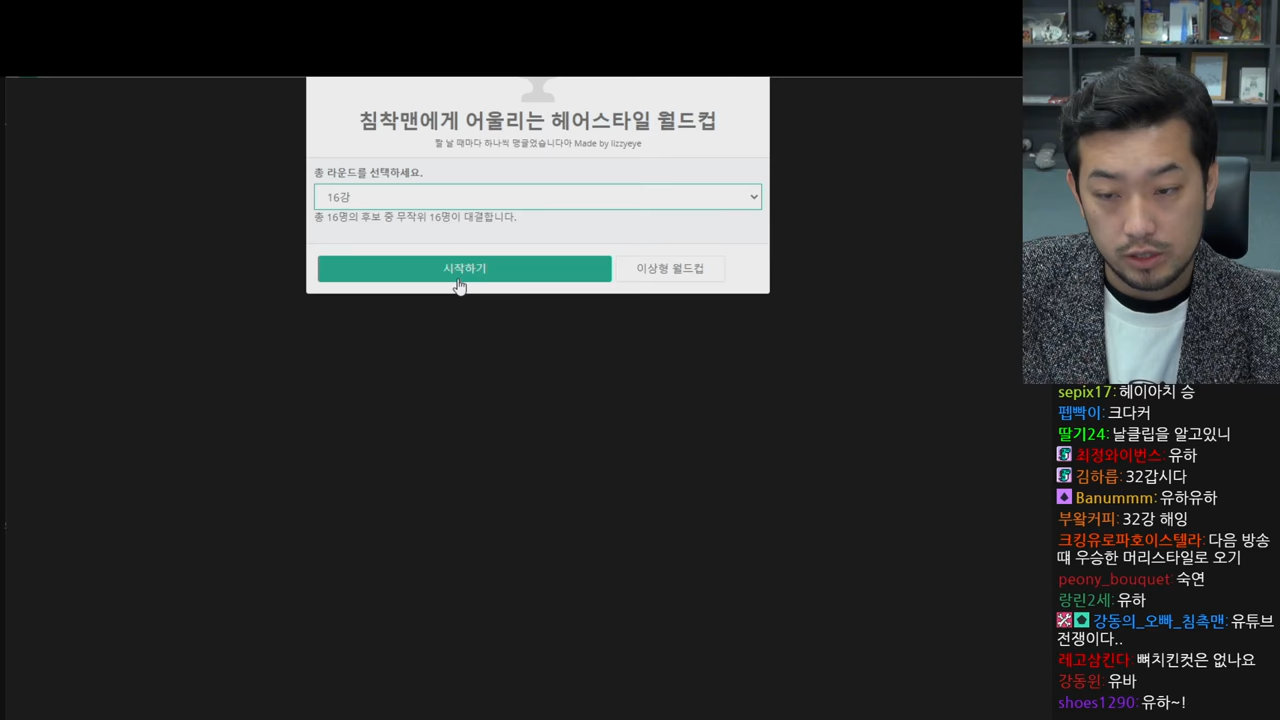 침착맨에게 어울리는 헤어스타일 월드컵
짤 날 때마다 하나씩 맹글었습니다아 Made by lizzyeye
총 라운드를 선택하세요.
16강
총 16명의 후보 중 무작위 16명이 대결합니다.
시작하기
이상형 월드컵
sepix17: 헤이아치 승
펩빡이: 크다커
딸기24: 날클립을 알고있니
최정와이번스: 유하
김하릅: 32갑시다
Banummm: 유하유하
부왘커피: 32강 해잉
크킹유로파호이스텔라: 다음 방송
떄 우승한 머리스타일로 오기
peony_bouquet: 숙연
랑린2세: 유하
강동의_오빠_침촉맨: 유튜브
전쟁이다..
레고삼킨다: 뼈치킨컷은 없나요
강동원: 유바
shoes1290: 유하~!